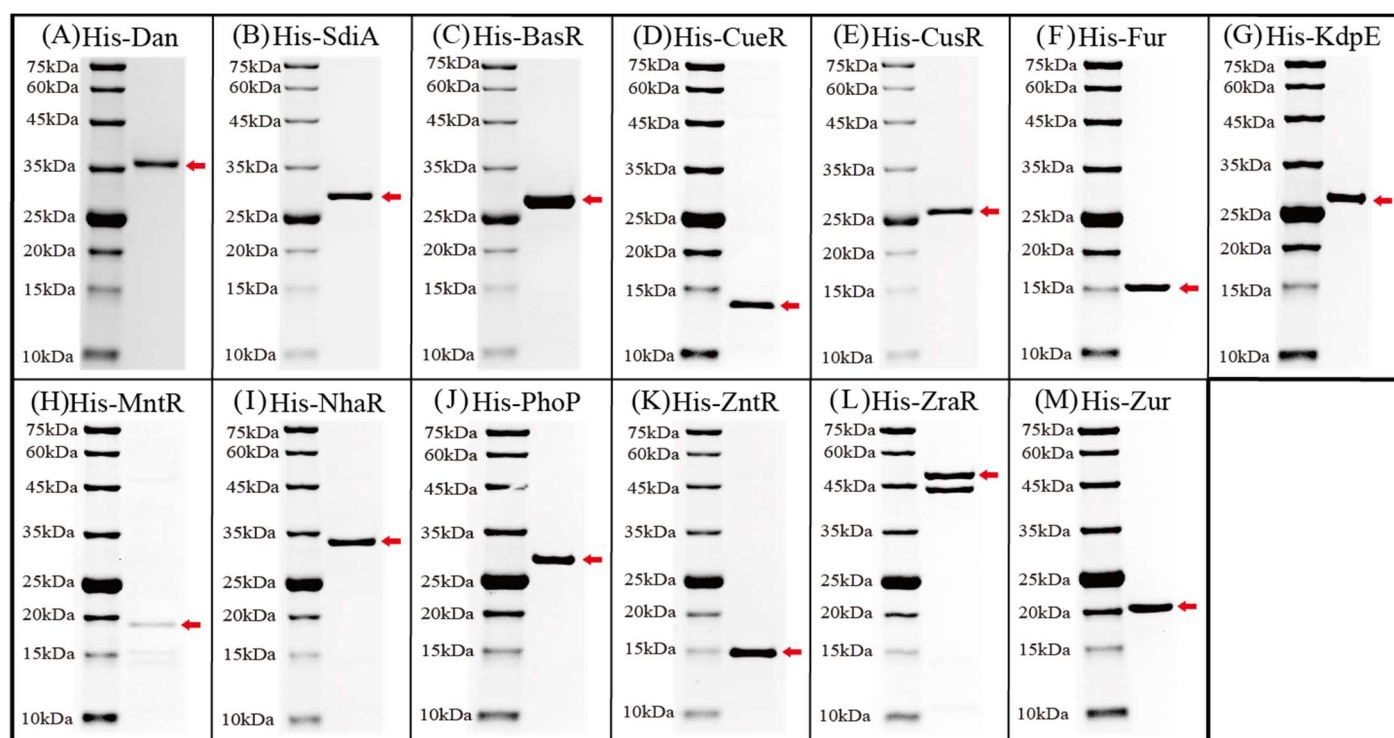 (A) His-Dan
75kDa
60kDa
45kDa
35kDa
25kDa
20kDa
15kDa
10kDa
(B) His-SdiA
75kDa
60kDa
45kDa
35kDa
25kDa
20kDa
15kDa
10kDa
(C) His-BasR
75kDa
60kDa
45kDa
35kDa
25kDa
20kDa
15kDa
10kDa
(D) His-CueR
75kDa
60kDa
45kDa
35kDa
25kDa
20kDa
15kDa
10kDa
(E) His-CusR
75kDa
60kDa
45kDa
35kDa
25kDa
20kDa
15kDa
10kDa
(F) His-Fur
75kDa
60kDa
45kDa
35kDa
25kDa
20kDa
15kDa
10kDa
(G) His-KdpE
75kDa
60kDa
45kDa
35kDa
25kDa
20kDa
15kDa
10kDa
(H) His-MntR
75kDa
60kDa
45kDa
35kDa
25kDa
20kDa
15kDa
10kDa
(I) His-NhaR
75kDa
60kDa
45kDa
35kDa
25kDa
20kDa
15kDa
10kDa
(J) His-PhoP
75kDa
60kDa
45kDa
35kDa
25kDa
20kDa
15kDa
10kDa
(K) His-ZntR
75kDa
60kDa
45kDa
35kDa
25kDa
20kDa
15kDa
10kDa
(L) His-ZraR
75kDa
60kDa
45kDa
35kDa
25kDa
20kDa
15kDa
10kDa
(M) His-Zur
75kDa
60kDa
45kDa
35kDa
25kDa
20kDa
15kDa
10kDa